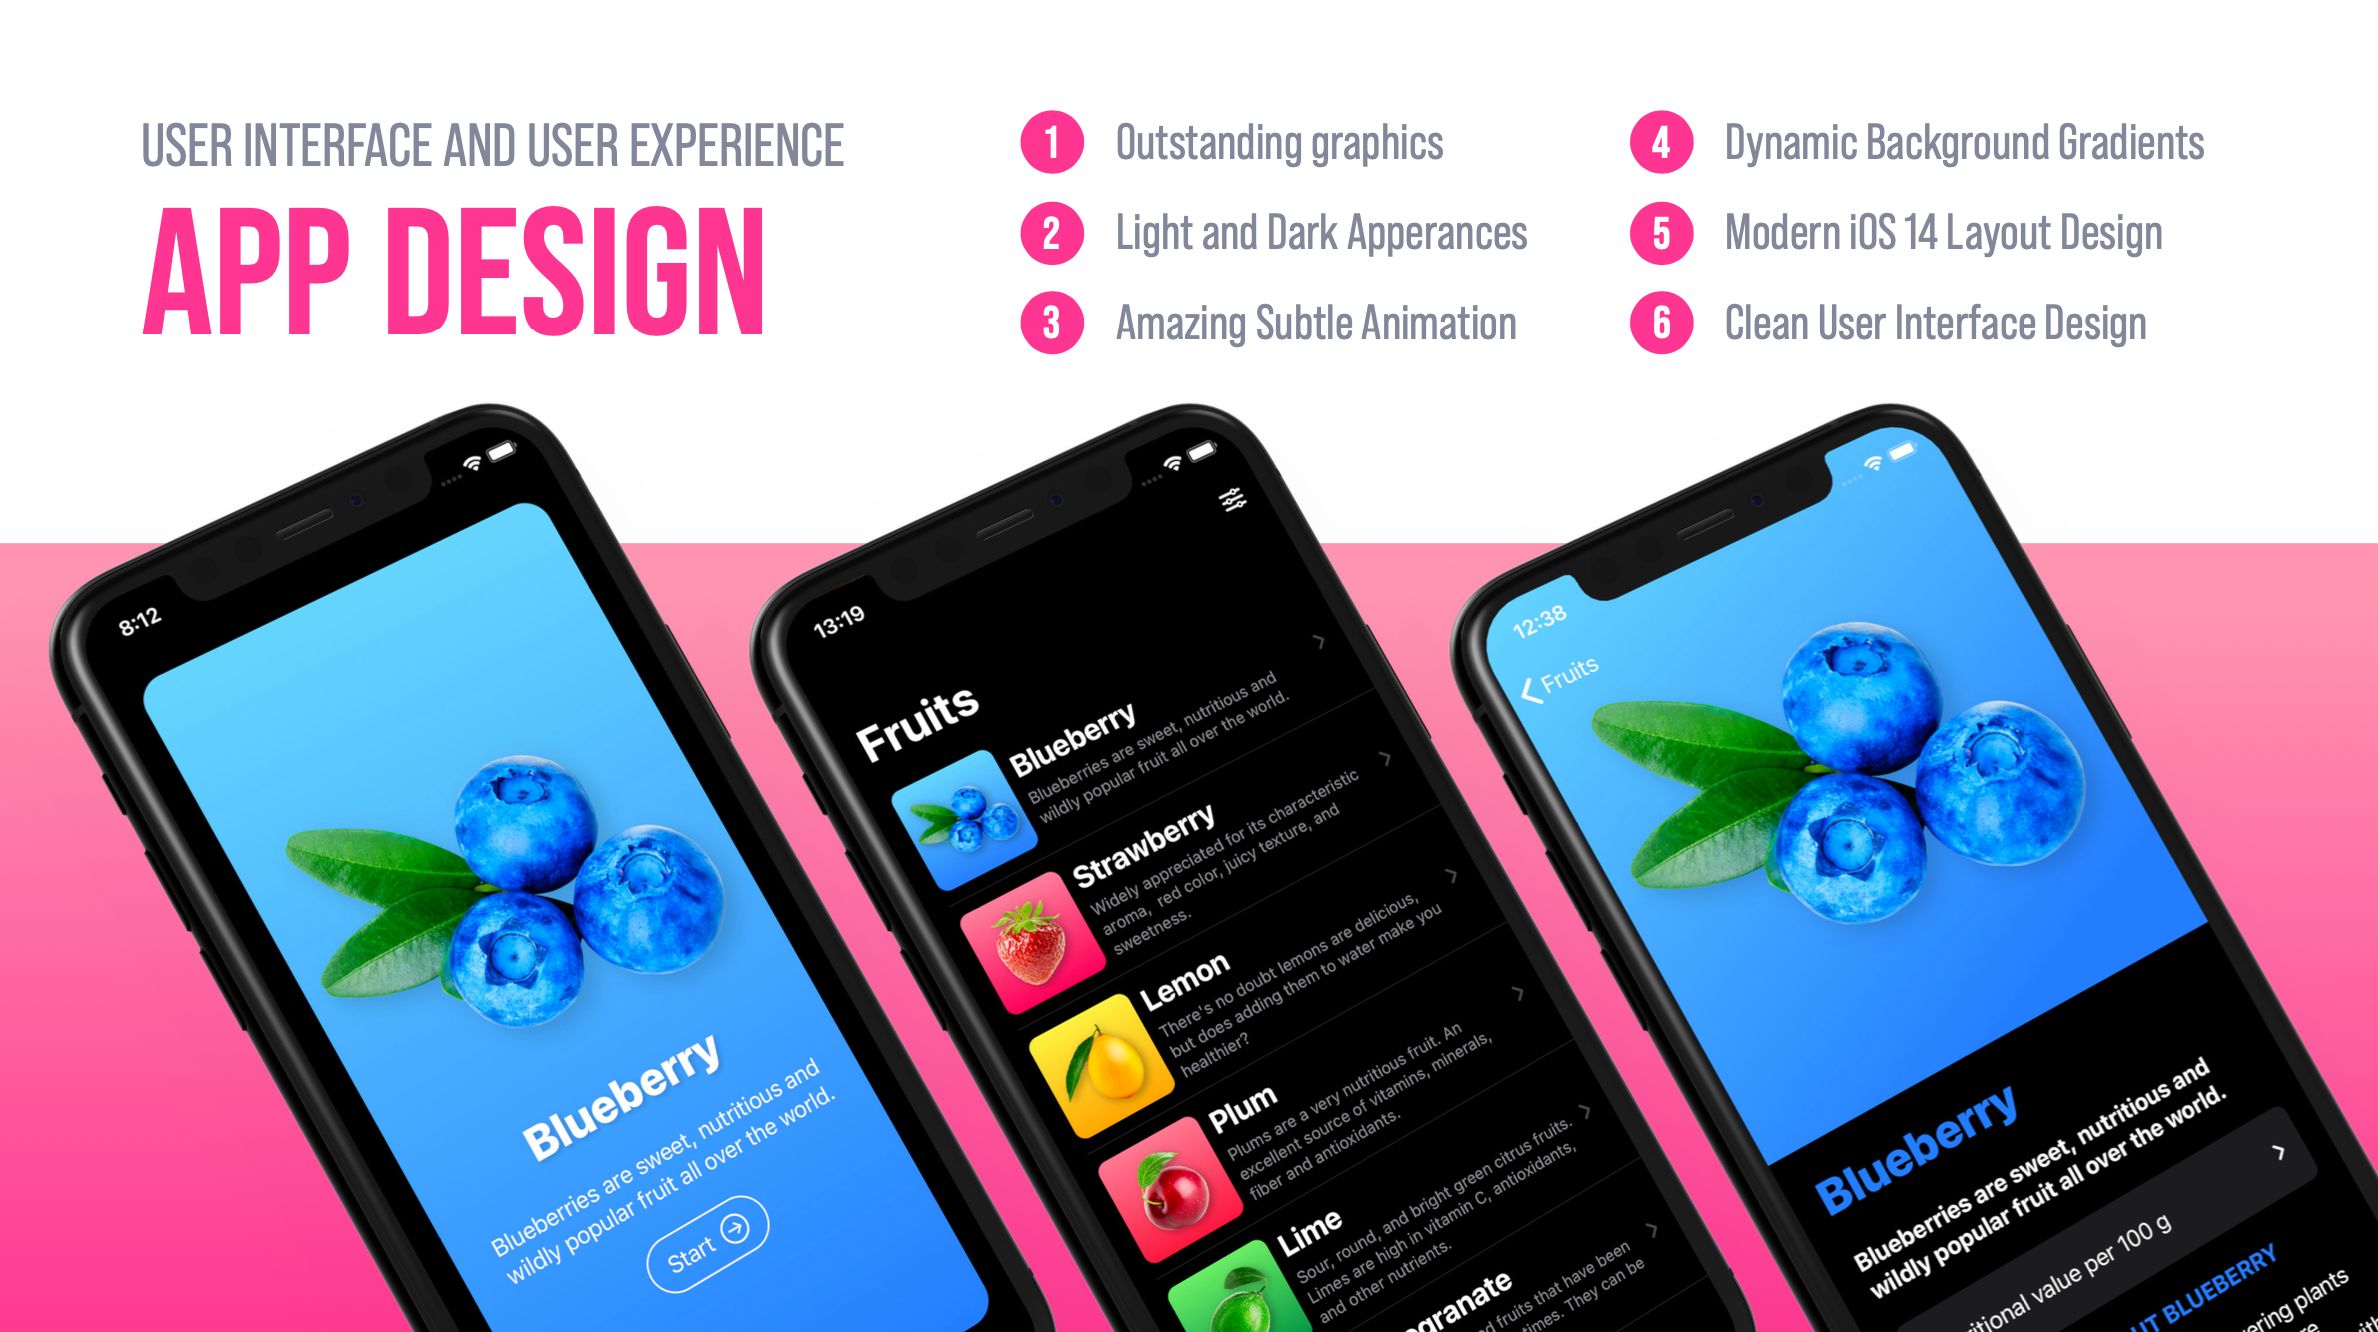 USER INTERFACE AND USER EXPERIENCE
APP DESIGN
1 Outstanding graphics
2 Light and Dark Apperances
3 Amazing Subtle Animation
4 Dynamic Background Gradients
5 Modern iOS 14 Layout Design
6 Clean User Interface Design
8:12
Blueberry
Blueberries are sweet, nutritious and
wildly popular fruit all over the world.
Start
13:19
Fruits
Blueberry
Blueberries are sweet, nutritious and
wildly popular fruit all over the world.
Strawberry
Widely appreciated for its characteristic
aroma, red color, juicy texture, and
sweetness.
Lemon
There's no doubt lemons are delicious,
but does adding them to water make you
healthier?
Plum
Plums are a very nutritious fruit. An
excellent source of vitamins, minerals,
fiber and antioxidants.
Lime
Sour, round, and bright green citrus fruits.
Limes are high in vitamin C, antioxidants,
and other nutrients.
granate
fruits that have been
times. They can be
12:38
Fruits
Blueberry
Blueberries are sweet, nutritious and
wildly popular fruit all over the world.
itional value per 100 g
UT BLUEBERRY
ering plants